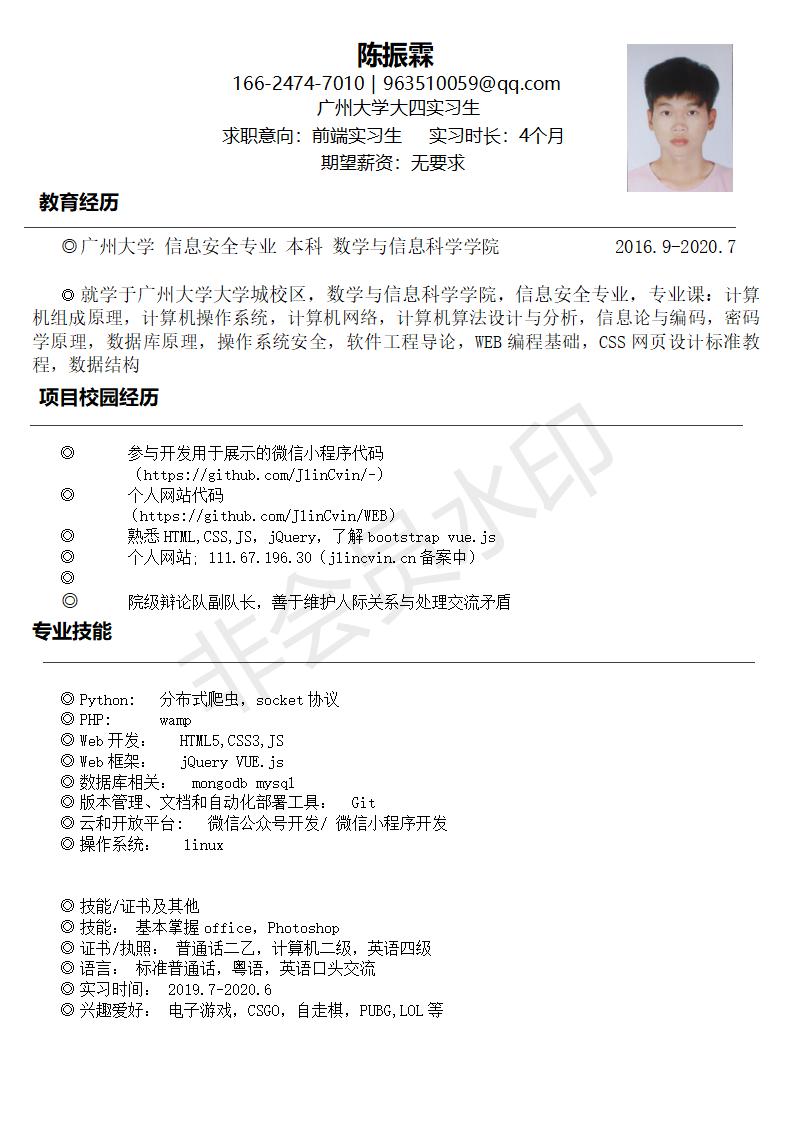 陈振霖
166-2474-7010 | 963510059@qq.com
广州大学大四实习生
求职意向：前端实习生 实习时长：4个月
期望薪资：无要求
教育经历
◎广州大学 信息安全专业 本科 数学与信息科学学院 2016.9-2020.7
◎ 就学于广州大学大学城校区，数学与信息科学学院，信息安全专业，专业课：计算
机组成原理，计算机操作系统，计算机网络，计算机算法设计与分析，信息论与编码，密码
学原理，数据库原理，操作系统安全，软件工程导论，WEB 编程基础，CSS 网页设计标准教
程，数据结构
项目校园经历
◎ 参与开发用于展示的微信小程序代码
（https://github.com/JlinCvin/-）
◎ 个人网站代码
（https://github.com/JlinCvin/WEB）
◎ 熟悉 HTML,CSS,JS，jQuery，了解 bootstrap vue.js
◎ 个人网站；111.67.196.30（jlincvin.cn 备案中）
◎
◎ 院级辩论队副队长，善于维护人际关系与处理交流矛盾
专业技能
◎ Python： 分布式爬虫，socket 协议
◎ PHP： wamp
◎ Web 开发： HTML5,CSS3,JS
◎ Web 框架： jQuery VUE.js
◎ 数据库相关： mongodb mysql
◎ 版本管理、文档和自动化部署工具： Git
◎ 云和开放平台： 微信公众号开发/ 微信小程序开发
◎ 操作系统： linux
◎ 技能/证书及其他
◎ 技能： 基本掌握 office，Photoshop
◎ 证书/执照： 普通话二乙，计算机二级，英语四级
◎ 语言： 标准普通话，粤语，英语口头交流
◎ 实习时间： 2019.7-2020.6
◎ 兴趣爱好： 电子游戏，CSGO，自走棋，PUBG,LOL 等
非会员水印